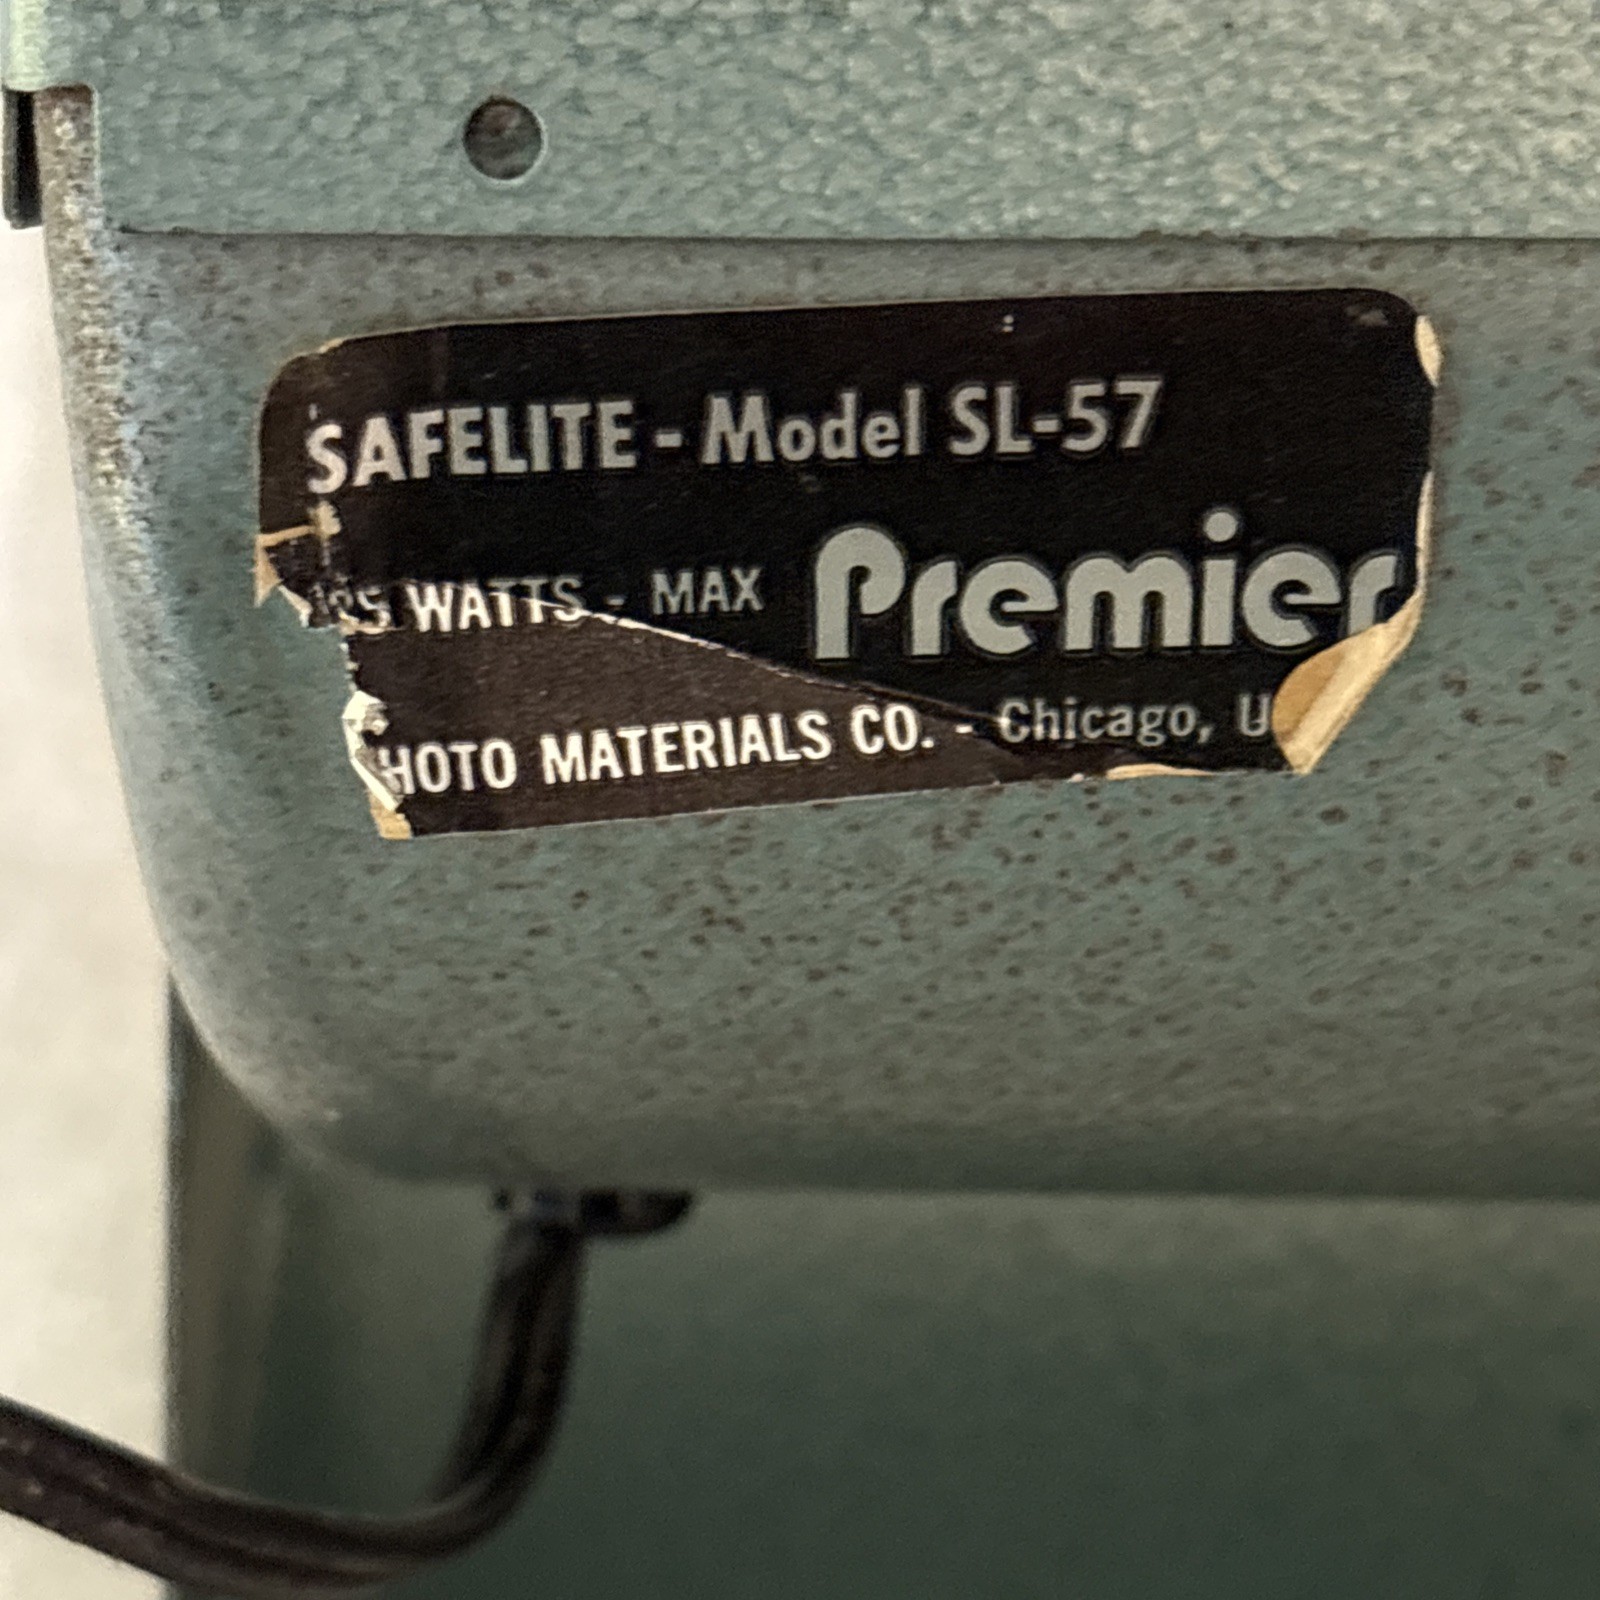 SAFELITE - Model SL-57
WATTS - MAX Premier
HOTO MATERIALS CO. - Chicago, U